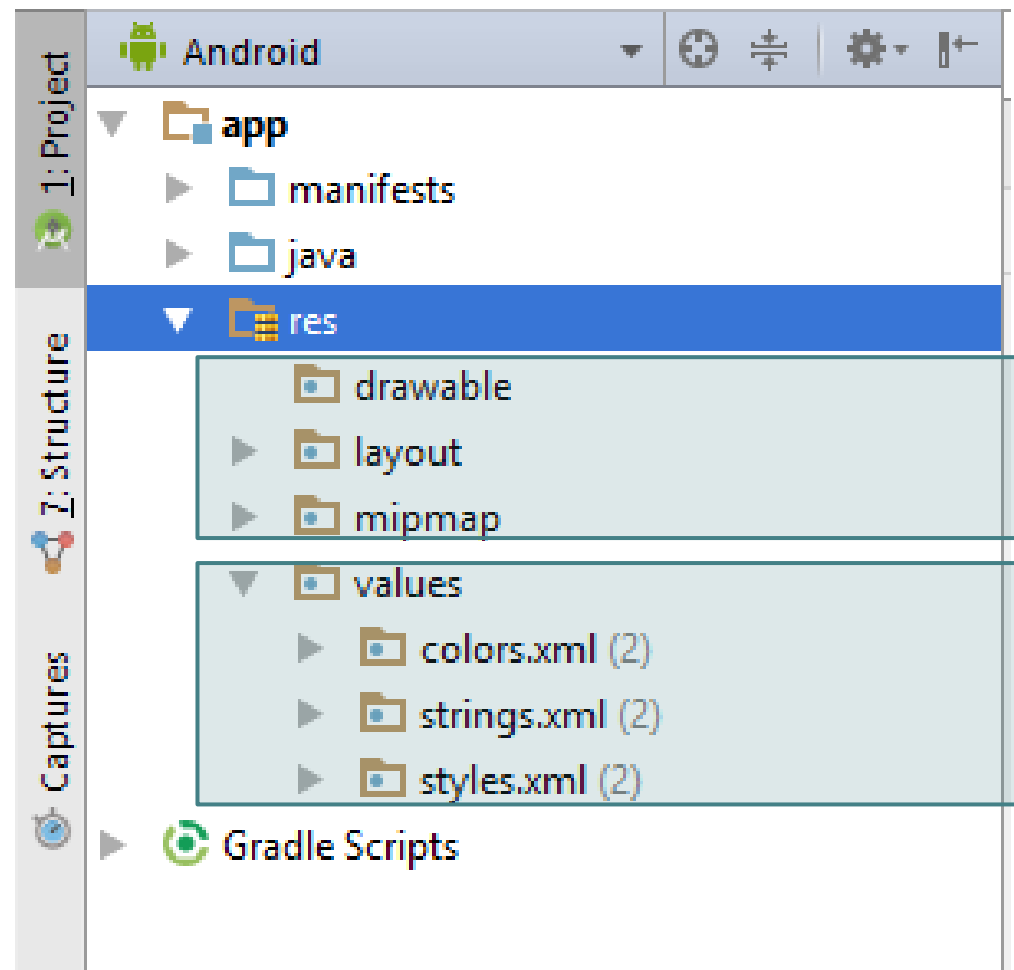 Android
1: Project
7: Structure
Captures
app
manifests
java
res
drawable
layout
mipmap
values
colors.xml (2)
strings.xml (2)
styles.xml (2)
Gradle Scripts